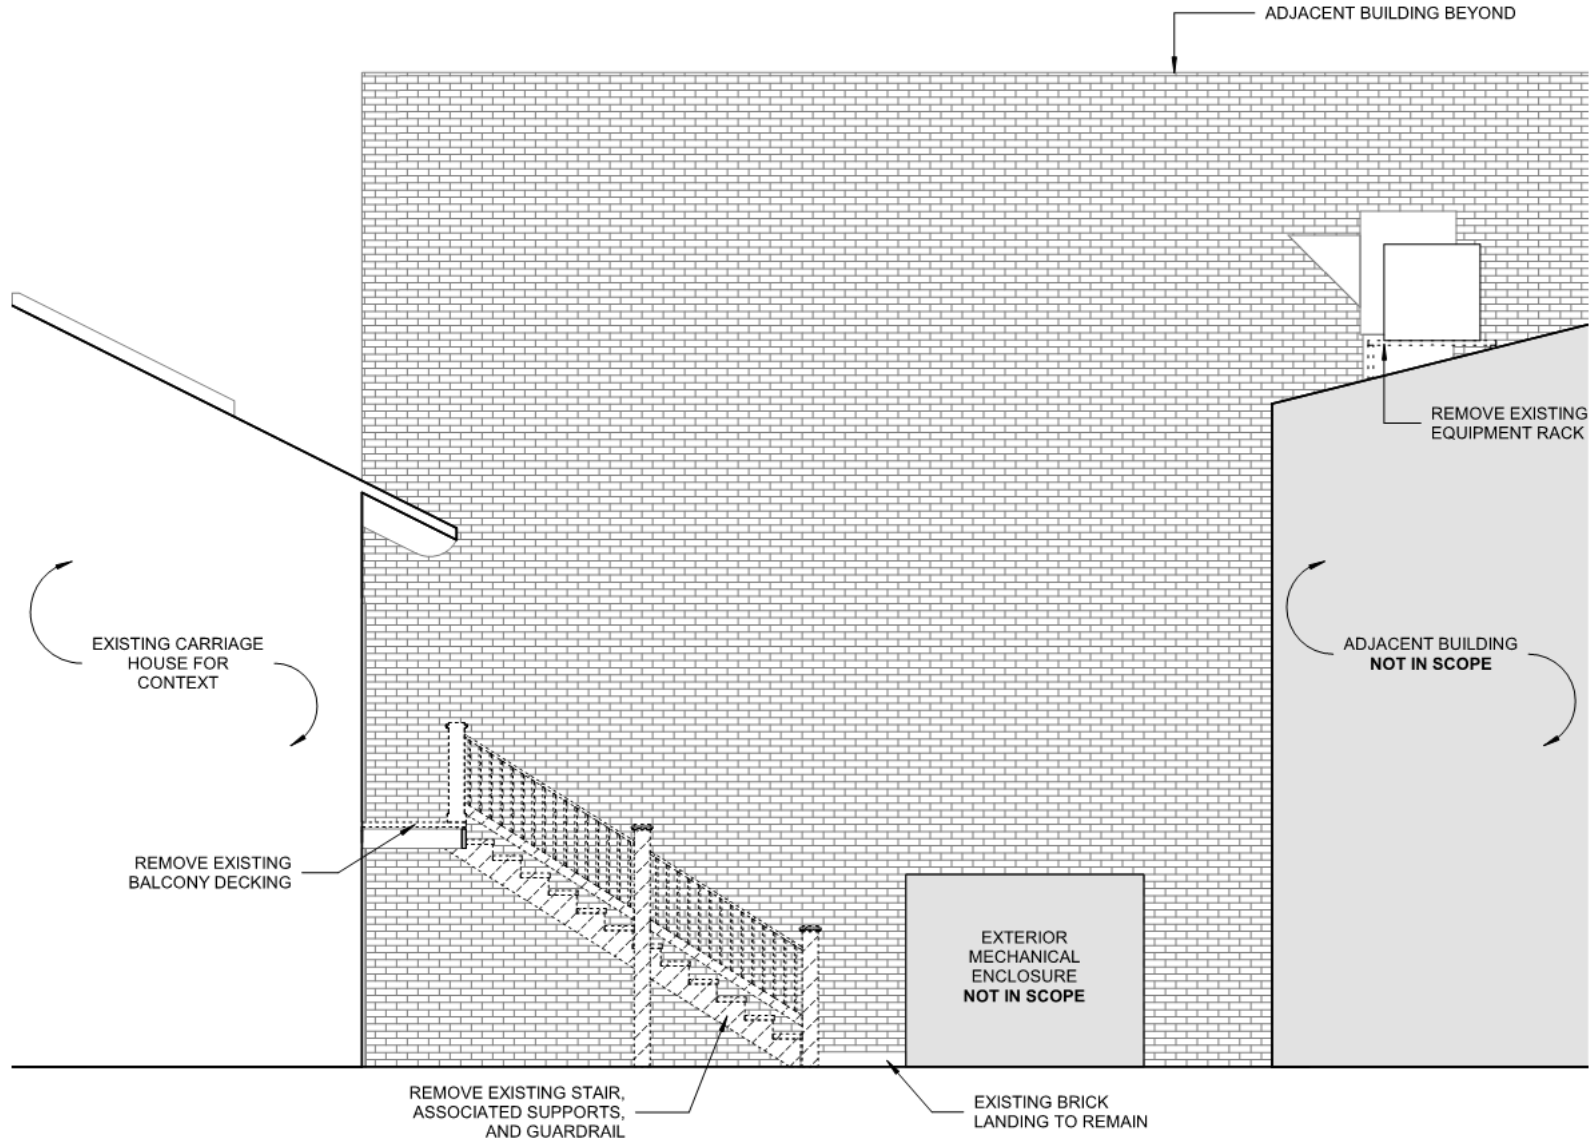 ADJACENT BUILDING BEYOND
REMOVE EXISTING
EQUIPMENT RACK
EXISTING CARRIAGE
HOUSE FOR
CONTEXT
ADJACENT BUILDING
NOT IN SCOPE
REMOVE EXISTING
BALCONY DECKING
EXTERIOR
MECHANICAL
ENCLOSURE
NOT IN SCOPE
REMOVE EXISTING STAIR,
ASSOCIATED SUPPORTS,
AND GUARDRAIL
EXISTING BRICK
LANDING TO REMAIN